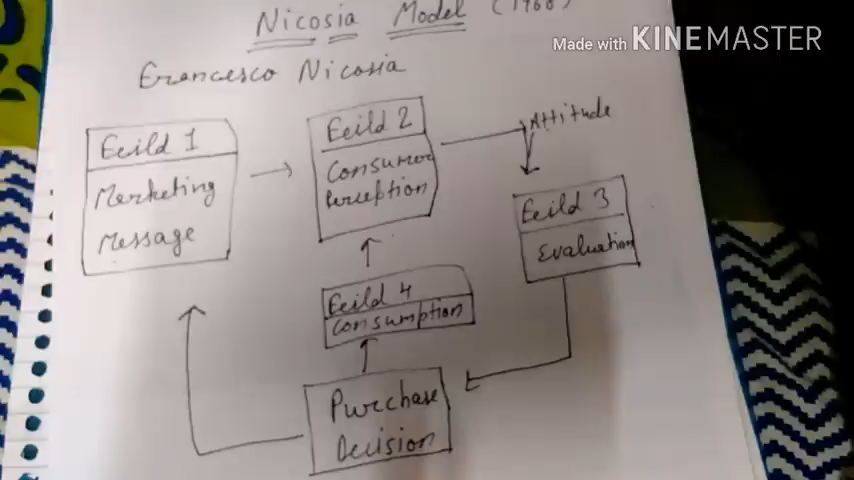 Nicosia Model (1966)
Made with KINEMASTER
Francesco Nicosia
Feild 1
Marketing
Message
Feild 2
Consumer
Perception
Attitude
Feild 3
Evaluation
Feild 4
Consumption
Purchase
Decision